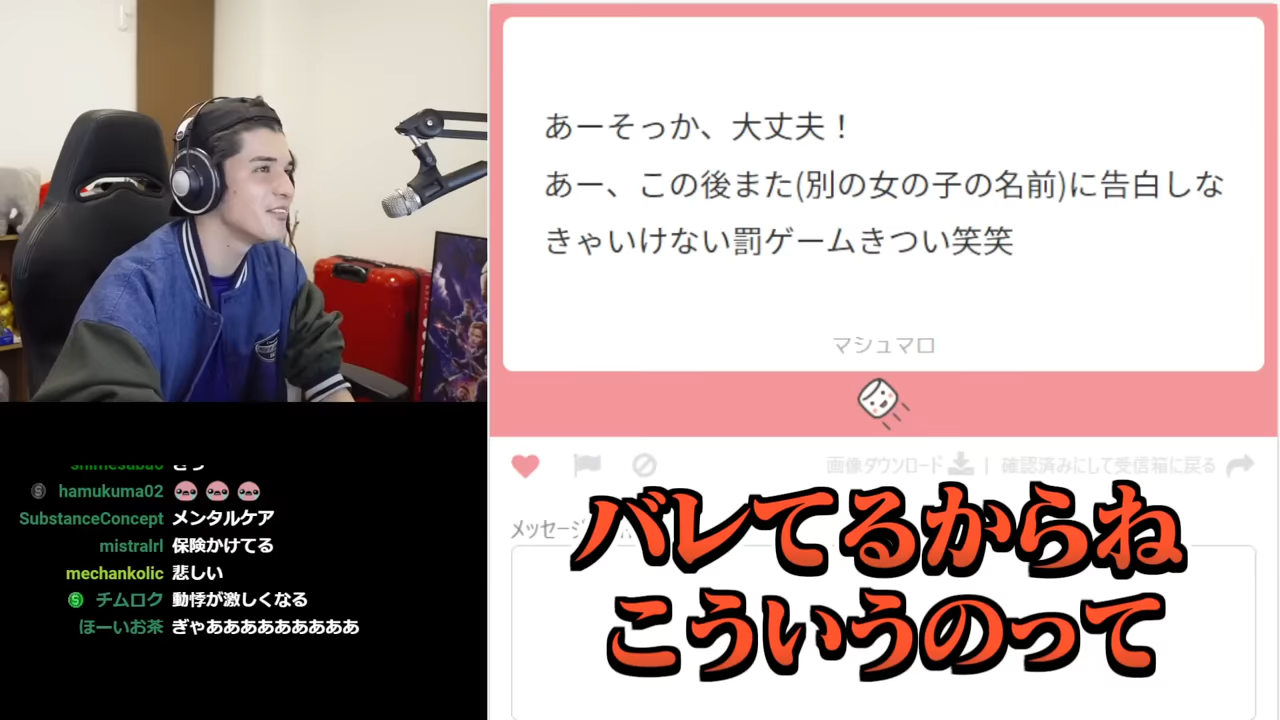 あーそっか、大丈夫！
あー、この後また(別の女の子の名前)に告白しな
きゃいけない罰ゲームきつい笑笑
マシュマロ
画像ダウンロード | 確認済みにして受信箱に戻る
メッセージ
バレてるからね
こういうのって
hamukuma02
SubstanceConcept メンタルケア
mistralrl 保険かけてる
mechankolic 悲しい
チムロク 動悸が激しくなる
ほーいお茶 ぎゃあああああああああ